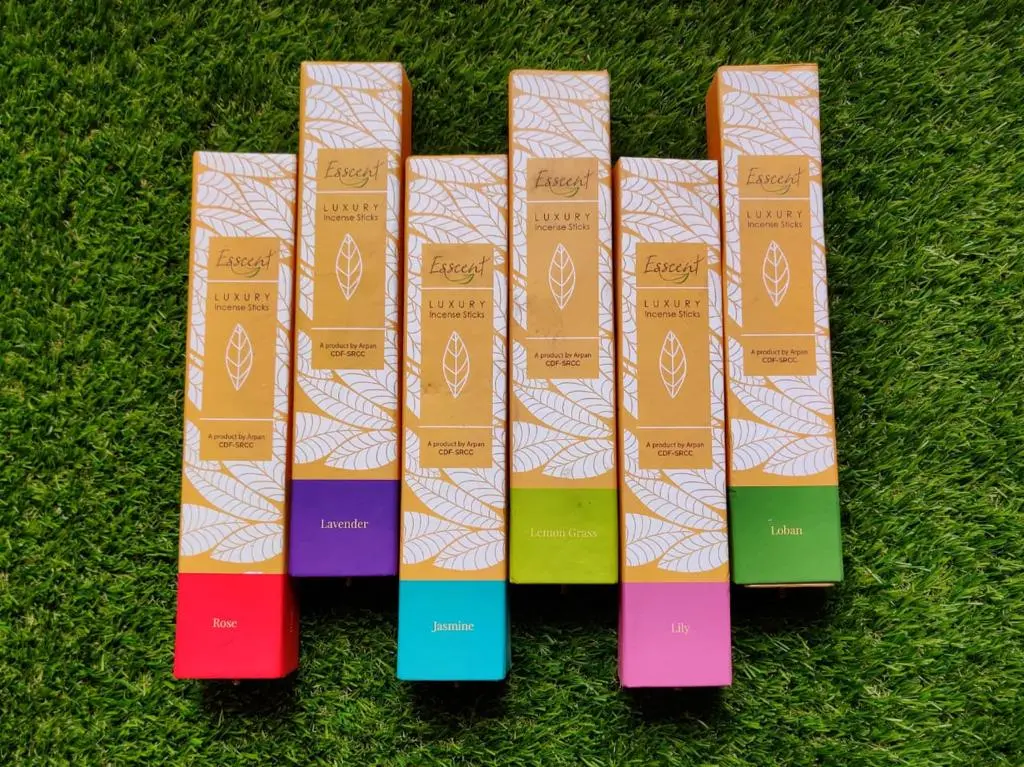 Esscent
LUXURY
Incense Sticks
A product by Arpan
CDF-SRCC
Rose
Esscent
LUXURY
Incense Sticks
A product by Arpan
CDF-SRCC
Lavender
Esscent
LUXURY
Incense Sticks
A product by Arpan
CDF-SRCC
Jasmine
Esscent
LUXURY
Incense Sticks
A product by Arpan
CDF-SRCC
Lemon Grass
Esscent
LUXURY
Incense Sticks
A product by Arpan
CDF-SRCC
Lily
Esscent
LUXURY
Incense Sticks
A product by Arpan
CDF-SRCC
Loban